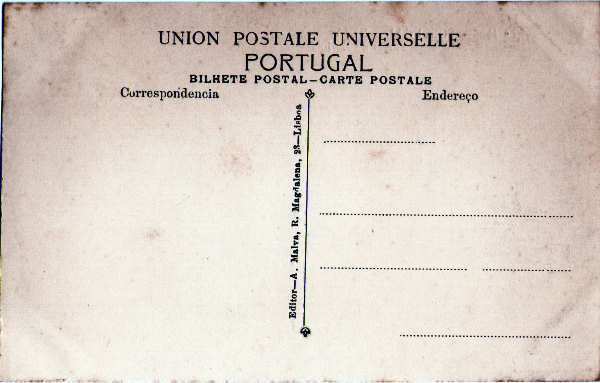 UNION POSTALE UNIVERSELLE
PORTUGAL
BILHETE POSTAL—CARTE POSTALE
Correspondencia
Endereço
Editor—A. Malva, R. Magdalena, 23—Lisboa